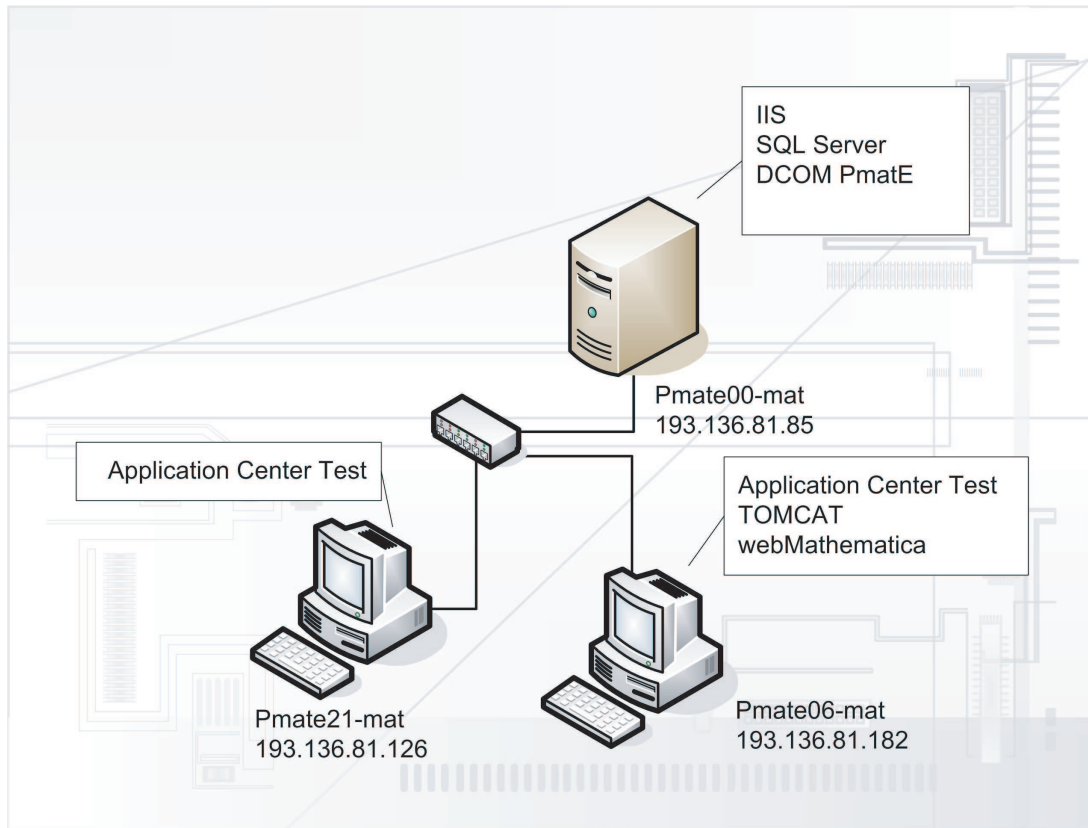 IIS
SQL Server
DCOM PmatE
Pmate00-mat
193.136.81.85
Application Center Test
Application Center Test
TOMCAT
webMathematica
Pmate21-mat
193.136.81.126
Pmate06-mat
193.136.81.182